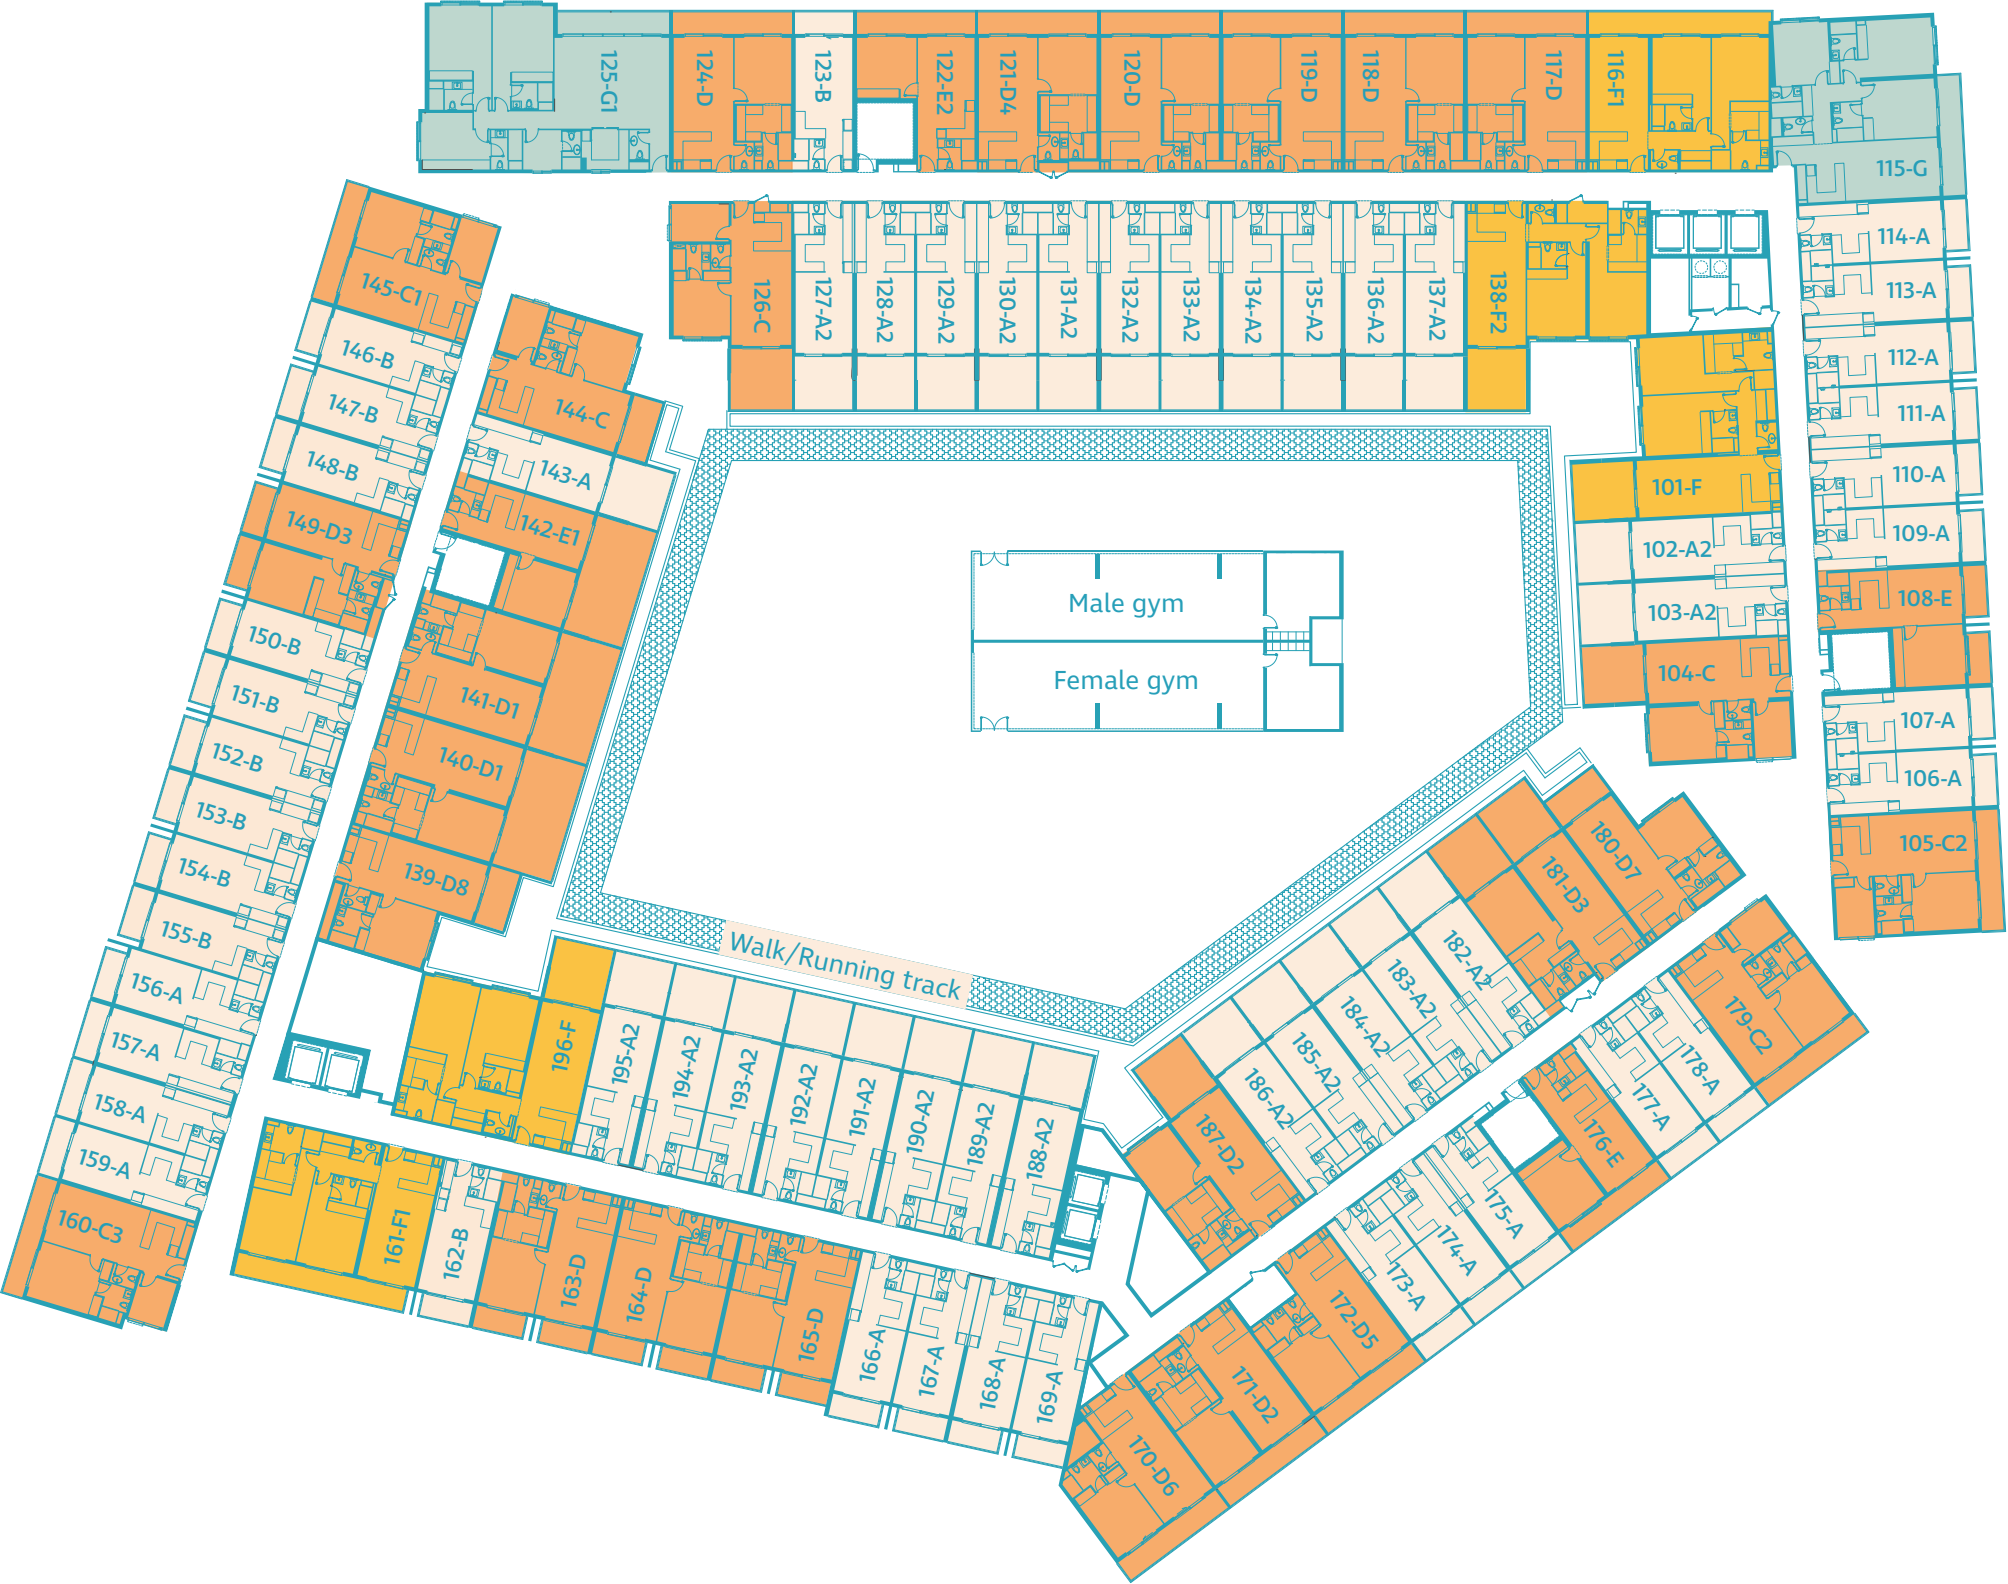 125-G1
124-D
123-B
122-E2
121-D4
120-D
119-D
118-D
117-D
116-F1
115-G
114-A
113-A
112-A
111-A
110-A
109-A
108-E
107-A
106-A
105-C2
126-C
127-A2
128-A2
129-A2
130-A2
131-A2
132-A2
133-A2
134-A2
135-A2
136-A2
137-A2
138-F2
101-F
102-A2
103-A2
104-C
145-C1
146-B
147-B
148-B
149-D3
150-B
151-B
152-B
153-B
154-B
155-B
156-A
157-A
158-A
159-A
160-C3
144-C
143-A
142-E1
141-D1
140-D1
139-D8
Male gym
Female gym
Walk/Running track
180-D7
181-D3
182-A2
183-A2
184-A2
185-A2
186-A2
187-D2
196-F
195-A2
194-A2
193-A2
192-A2
191-A2
190-A2
189-A2
188-A2
161-F1
162-B
163-D
164-D
165-D
166-A
167-A
168-A
169-A
170-D6
171-D2
172-D5
173-A
174-A
175-A
176-E
177-A
178-A
179-C2